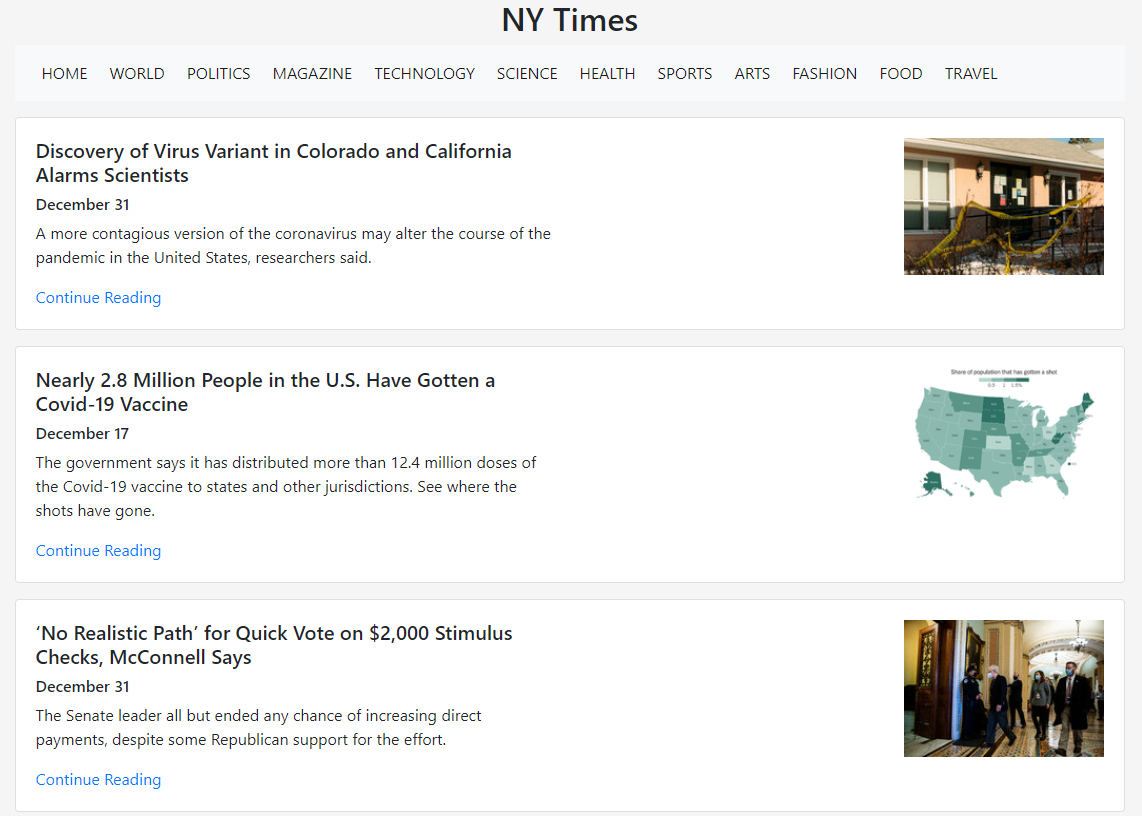 NY Times
HOME WORLD POLITICS MAGAZINE TECHNOLOGY SCIENCE HEALTH SPORTS ARTS FASHION FOOD TRAVEL
Discovery of Virus Variant in Colorado and California
Alarms Scientists
December 31
A more contagious version of the coronavirus may alter the course of the
pandemic in the United States, researchers said.
Continue Reading
Nearly 2.8 Million People in the U.S. Have Gotten a
Covid-19 Vaccine
December 17
The government says it has distributed more than 12.4 million doses of
the Covid-19 vaccine to states and other jurisdictions. See where the
shots have gone.
Continue Reading
Share of population that has gotten a shot
‘No Realistic Path’ for Quick Vote on $2,000 Stimulus
Checks, McConnell Says
December 31
The Senate leader all but ended any chance of increasing direct
payments, despite some Republican support for the effort.
Continue Reading